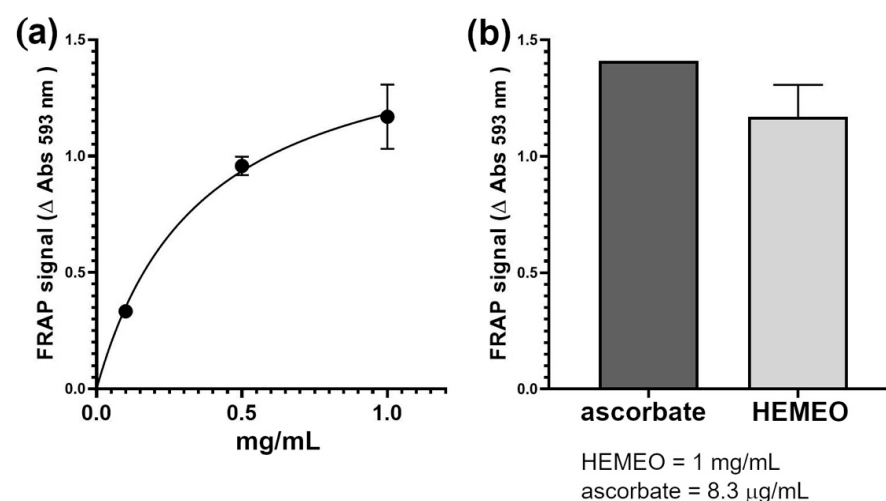 (a)
FRAP signal (Δ Abs 593 nm )
1.5
1.0
0.5
0.0
0.0 0.5 1.0
mg/mL
(b)
FRAP signal (Δ Abs 593 nm )
1.5
1.0
0.5
0.0
ascorbate HEMEO
HEMEO = 1 mg/mL
ascorbate = 8.3 μg/mL